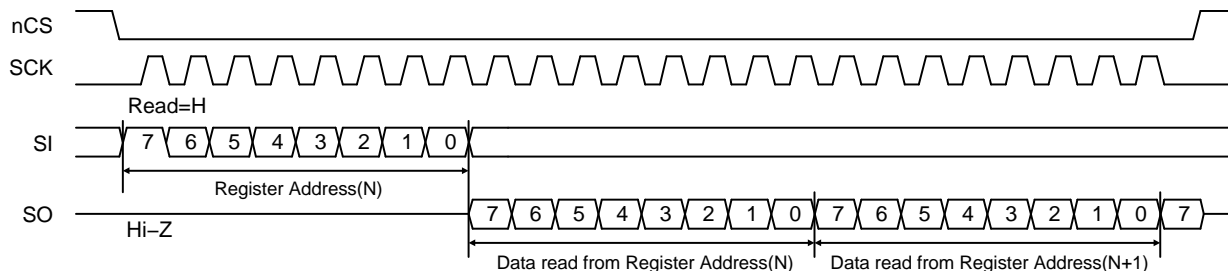 nCS
SCK
Read=H
SI 7 6 5 4 3 2 1 0
Register Address(N)
SO 7 6 5 4 3 2 1 0 7 6 5 4 3 2 1 0 7
Hi–Z
Data read from Register Address(N) Data read from Register Address(N+1)